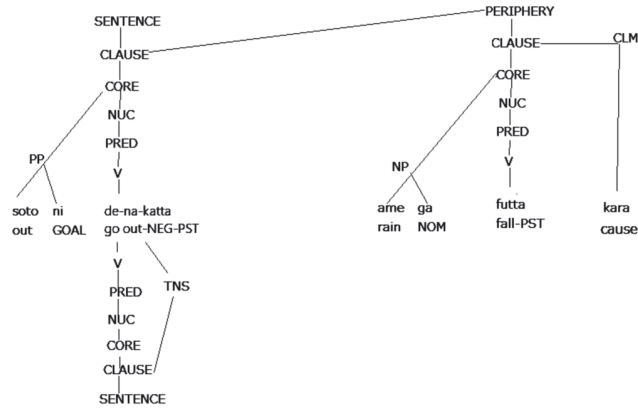 SENTENCE PERIPHERY
CLAUSE CLAUSE CLM
CORE CORE
NUC NUC
PRED PRED
PP V NP V
soto ni de-na-katta ame ga futta kara
out GOAL go out-NEG-PST rain NOM fall-PST cause
V
PRED TNS
NUC
CORE
CLAUSE
SENTENCE